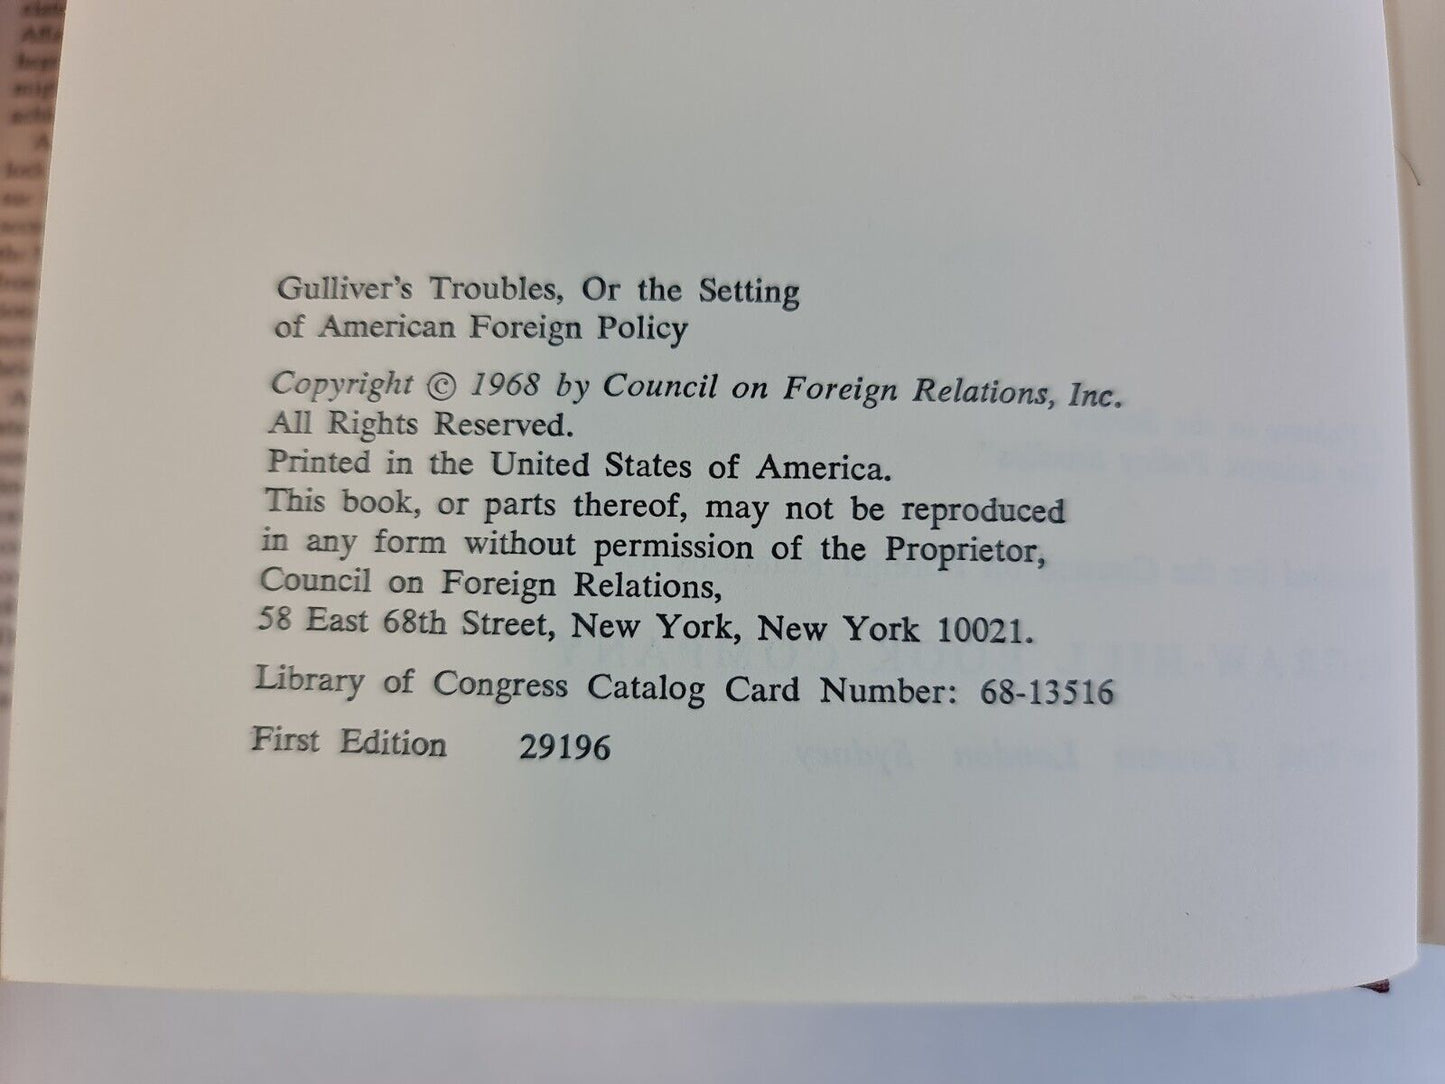 Gulliver's Troubles, Or the Setting
of American Foreign Policy
Copyright © 1968 by Council on Foreign Relations, Inc.
All Rights Reserved.
Printed in the United States of America.
This book, or parts thereof, may not be reproduced
in any form without permission of the Proprietor,
Council on Foreign Relations,
58 East 68th Street, New York, New York 10021.
Library of Congress Catalog Card Number: 68-13516
First Edition 29196